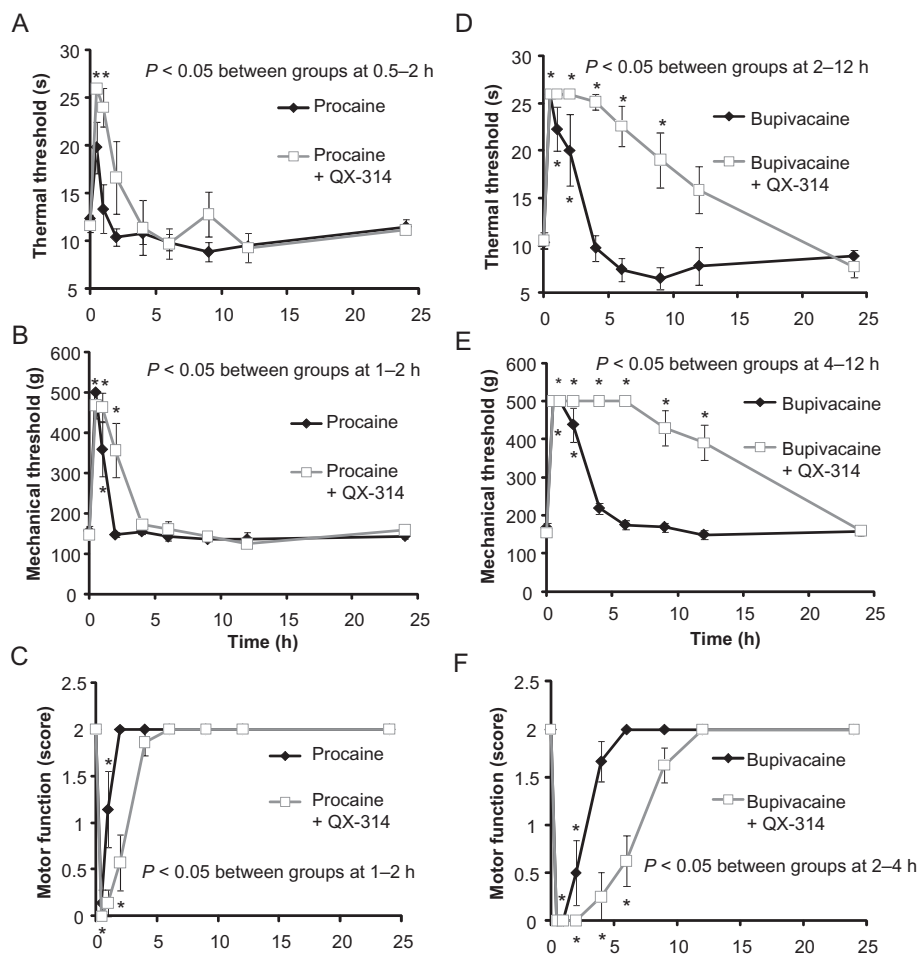 A
Thermal threshold (s)
30
25
20
15
10
5
0
5
10
15
20
25
**
P < 0.05 between groups at 0.5–2 h
Procaine
Procaine
+ QX-314
B
Mechanical threshold (g)
600
500
400
300
200
100
0
0
5
10
15
20
25
Time (h)
* *
*
*
P < 0.05 between groups at 1–2 h
Procaine
Procaine
+ QX-314
C
Motor function (score)
2.5
2
1.5
1
0.5
0
0
5
10
15
20
25
*
*
*
Procaine
Procaine
+ QX-314
P < 0.05 between groups at 1–2 h
D
Thermal threshold (s)
30
25
20
15
10
5
0
5
10
15
20
25
* * * * *
*
*
P < 0.05 between groups at 2–12 h
Bupivacaine
Bupivacaine
+ QX-314
E
Mechanical threshold (g)
600
500
400
300
200
100
0
0
5
10
15
20
25
Time (h)
* * * * * *
*
*
P < 0.05 between groups at 4–12 h
Bupivacaine
Bupivacaine
+ QX-314
F
Motor function (score)
2.5
2
1.5
1
0.5
0
0
5
10
15
20
25
*
*
*
*
*
Bupivacaine
Bupivacaine
+ QX-314
P < 0.05 between groups at 2–4 h